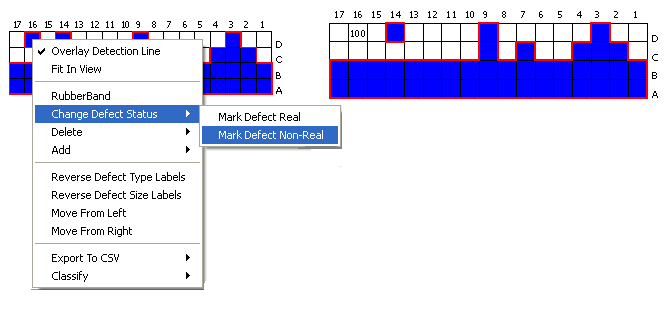 17 16 15 14 13 12 11 10 9 8 7 6 5 4 3 2 1
D
C
B
A
Overlay Detection Line
Fit In View
RubberBand
Change Defect Status
Delete
Add
Reverse Defect Type Labels
Reverse Defect Size Labels
Move From Left
Move From Right
Export To CSV
Classify
Mark Defect Real
Mark Defect Non-Real
17 16 15 14 13 12 11 10 9 8 7 6 5 4 3 2 1
100
D
C
B
A